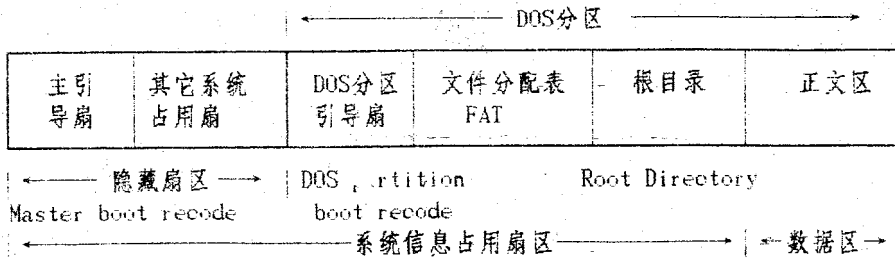 DOS分区
主引 其它系统 DOS分区 文件分配表 根目录 正文区
导扇 占用扇 引导扇 FAT
隐藏扇区 DOS Root Directory
Master boot recode boot recode
系统信息占用扇区 数据区